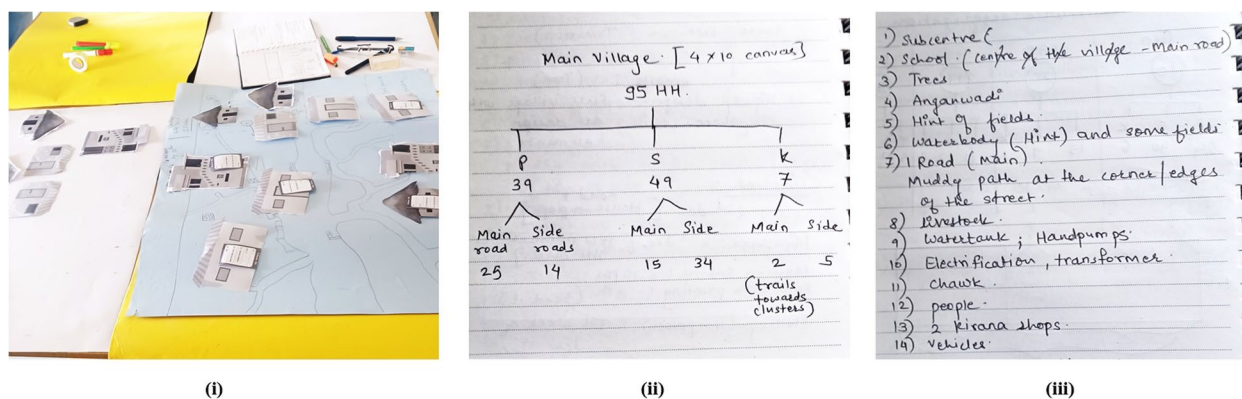 Main Village. [4 x 10 canvas]
95 HH.
P S K
39 49 7
Main road Side roads Main Side Main Side
25 14 15 34 2 5
(trails
towards
clusters)
1) Subcentre (
2) School. (centre of the village - Main road)
3) Trees
4) Anganwadi
5) Hint of fields.
6) Waterbody (Hint) and some fields
7) 1 Road (Main).
Muddy path at the corner/edges
of the street.
8) livestock.
9) Watertank; Handpumps.
10) Electrification, transformer.
11) chawk.
12) people.
13) 2 kirana shops.
14) vehicles.
(i) (ii) (iii)